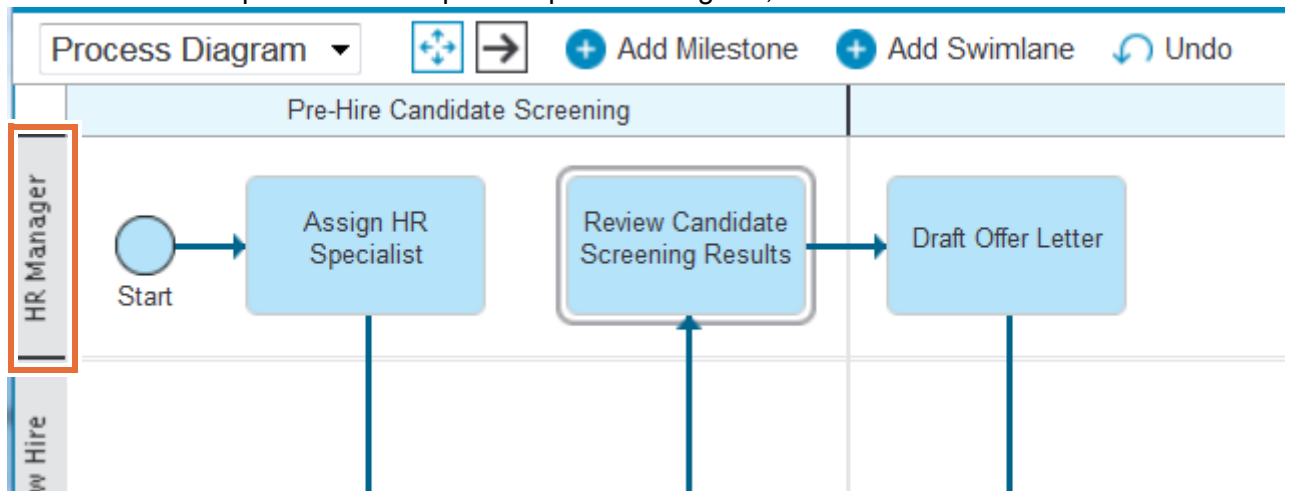 Process Diagram
Add Milestone
Add Swimlane
Undo
Pre-Hire Candidate Screening
HR Manager
Start
Assign HR
Specialist
Review Candidate
Screening Results
Draft Offer Letter
Hire